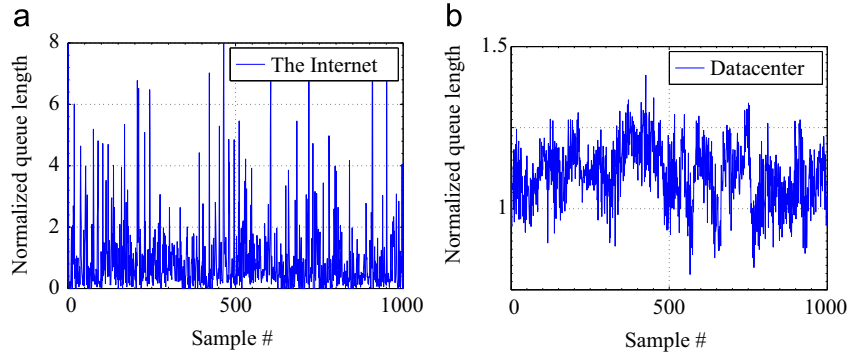 a
b
8
6
4
2
0
Normalized queue length
The Internet
0
500
1000
Sample #
1.5
1
Normalized queue length
Datacenter
0
500
1000
Sample #